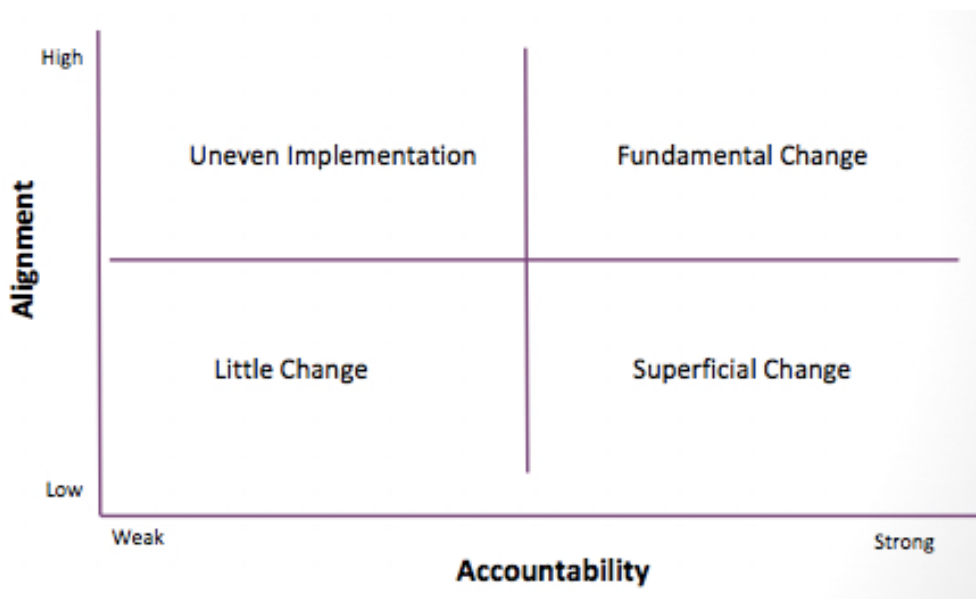 High
Uneven Implementation
Fundamental Change
Alignment
Little Change
Superficial Change
Low
Weak
Strong
Accountability